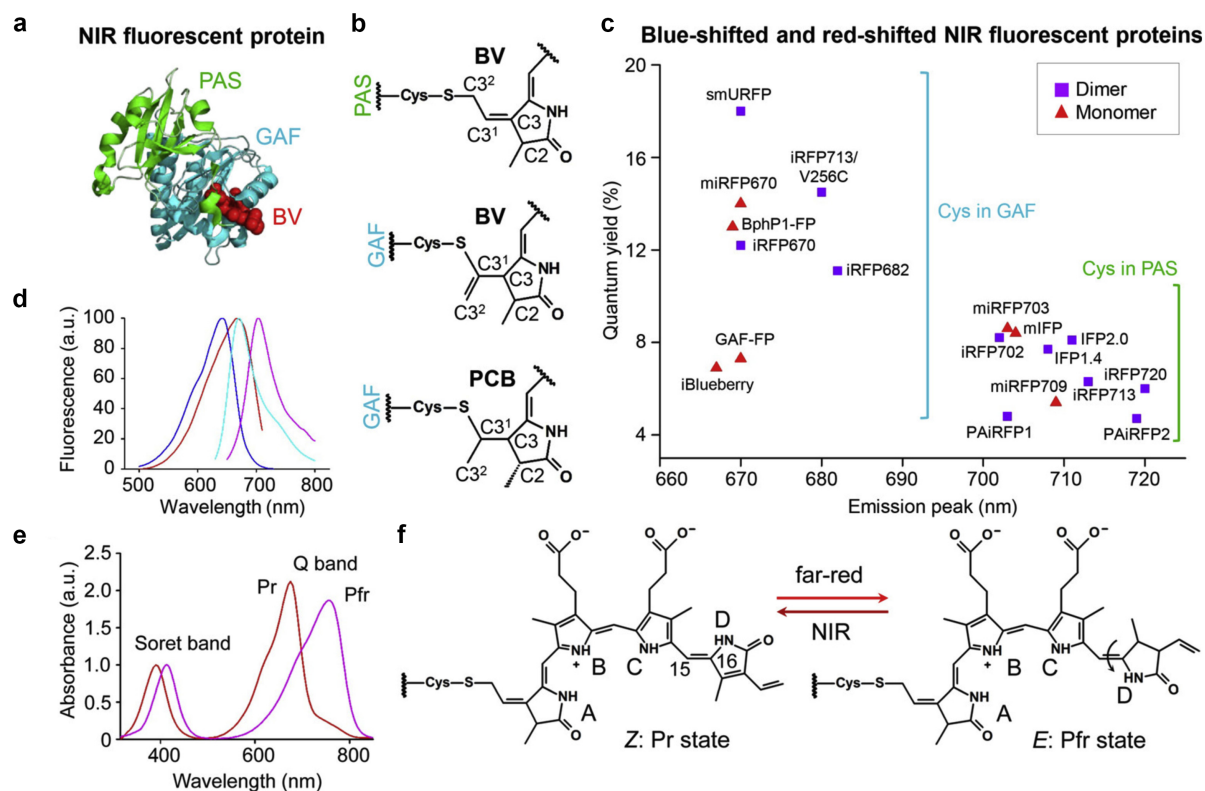 a
NIR fluorescent protein
PAS
GAF
BV
b
BV
PAS
Cys
S
NH
C3²
C3¹
C3
C2
O
BV
GAF
Cys
S
NH
C3¹
C3
C3²
C2
O
PCB
GAF
Cys
S
NH
C3¹
C3
C3²
C2
O
c
Blue-shifted and red-shifted NIR fluorescent proteins
Quantum yield (%)
20
16
12
8
4
660 670 680 690 700 710 720
Emission peak (nm)
Dimer
Monomer
smURFP
iRFP713/
V256C
miRFP670
BphP1-FP
iRFP670
iRFP682
GAF-FP
iBlueberry
Cys in GAF
Cys in PAS
miRFP703
mIFP
iRFP702
IFP2.0
IFP1.4
miRFP709
iRFP713
iRFP720
PAiRFP1
PAiRFP2
d
Fluorescence (a.u.)
100
80
60
40
20
0
500 600 700 800
Wavelength (nm)
e
Absorbance (a.u.)
2.5
2.0
1.5
1.0
0.5
0
Q band
Pr
Pfr
Soret band
400 600 800
Wavelength (nm)
f
O
O⁻
O
O⁻
NH
+
B
NH
C
15
D
HN
16
O
Cys
S
NH
A
O
Z: Pr state
far-red
NIR
O
O⁻
O
O⁻
NH
+
B
NH
C
D
HN
O
Cys
S
NH
A
O
E: Pfr state